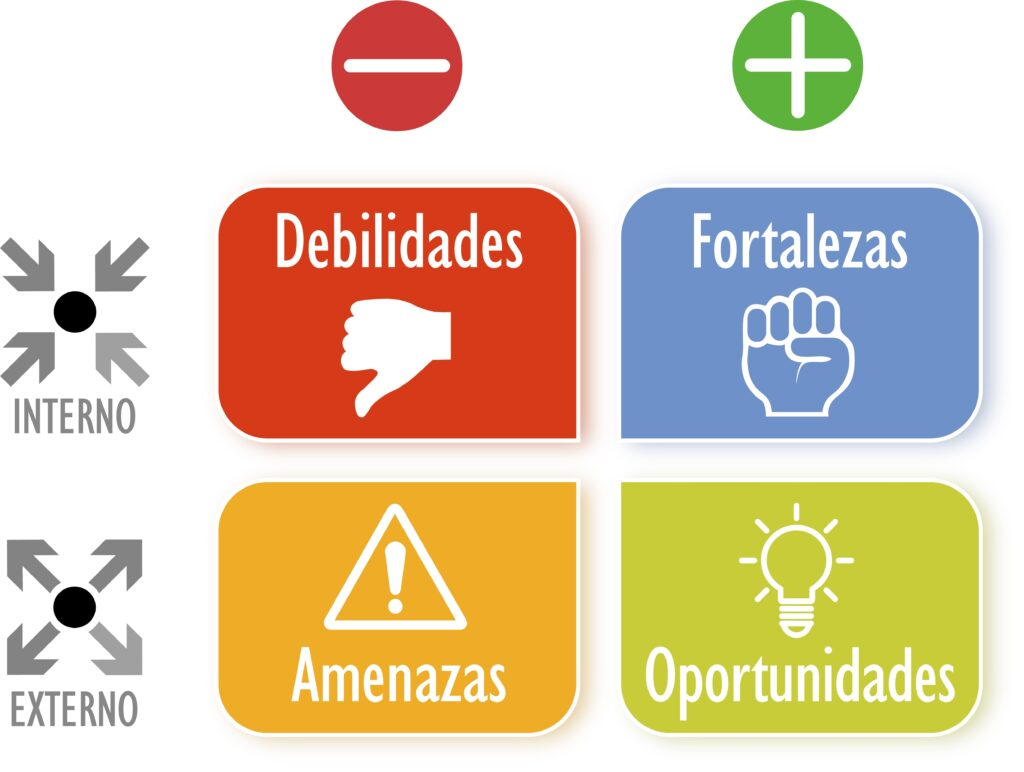 Debilidades
Fortalezas
INTERNO
Amenazas
Oportunidades
EXTERNO